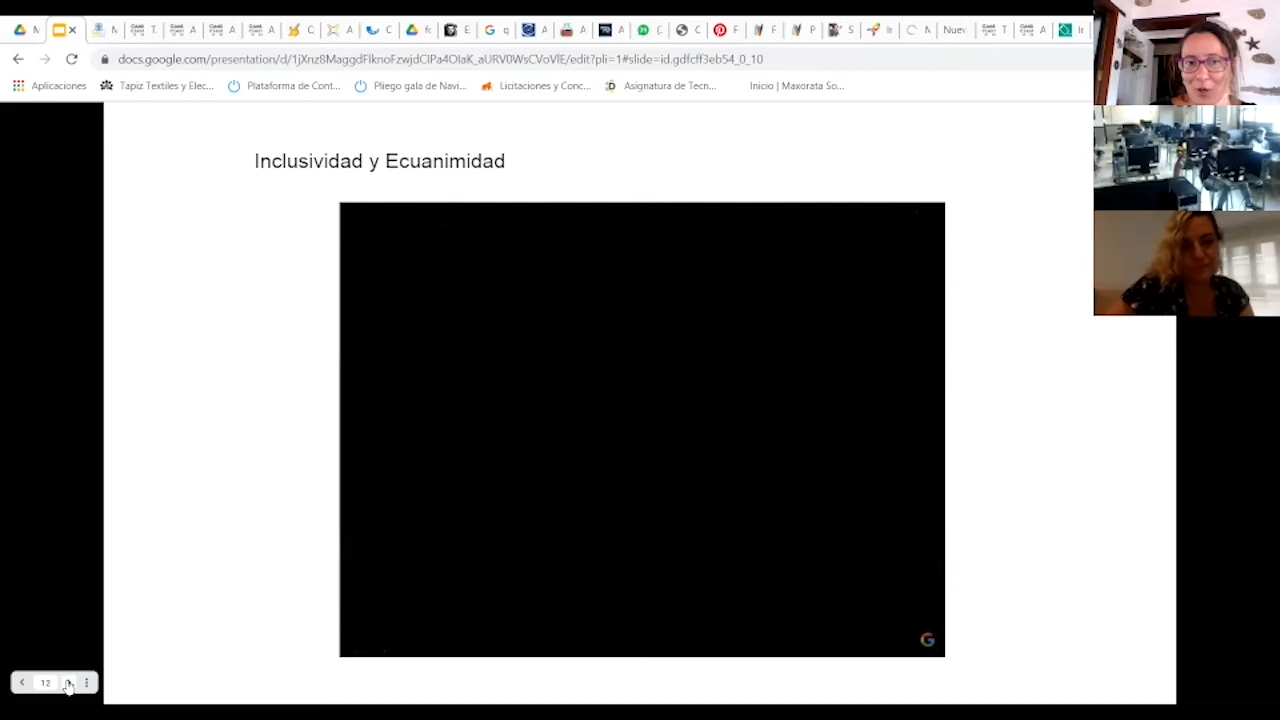 docs.google.com/presentation/d/1jXnz8MaggdFlknoFzwjdClPa4OlaK_aURV0WsCVoVlE/edit?pli=1#slide=id.gdfcff3eb54_0_10
Aplicaciones Tapiz Textiles y Elec... Plataforma de Cont... Pliego gala de Navi... Licitaciones y Conc... Asignatura de Tecn... Inicio | Maxorata So...
Inclusividad y Ecuanimidad
12